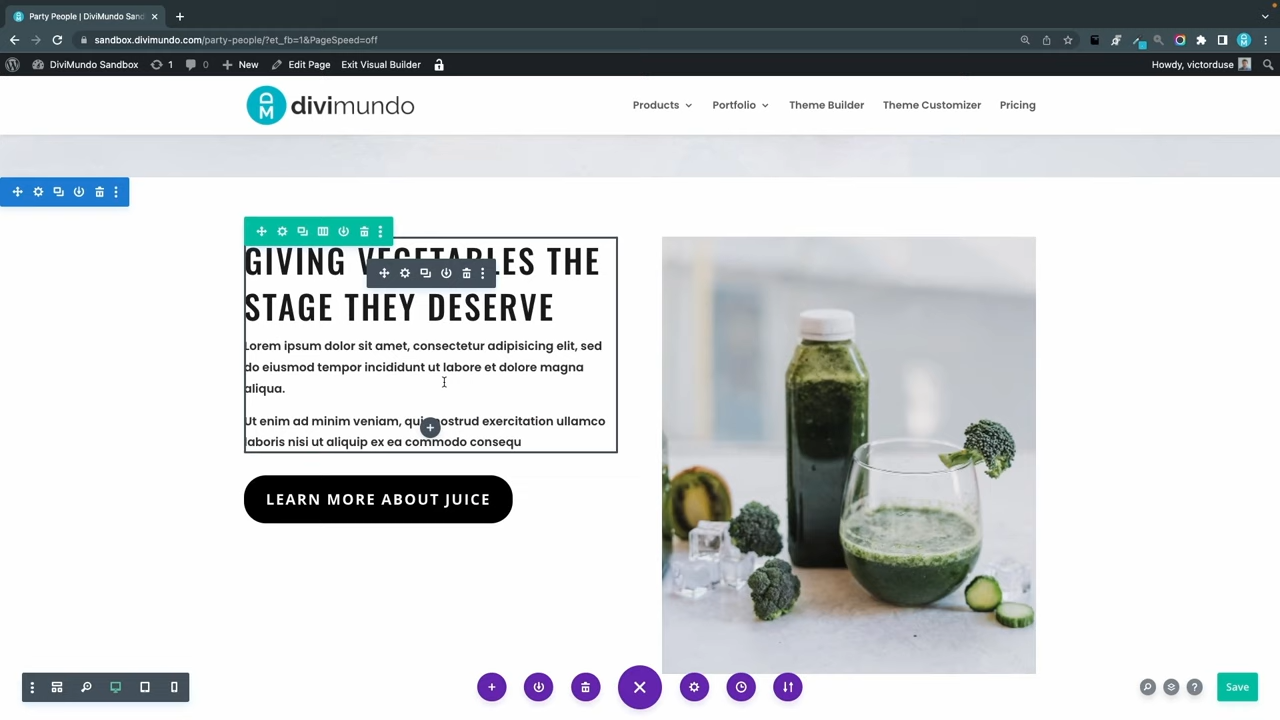 Party People | DiviMundo Sand
sandbox.divimundo.com/party-people/?et_fb=1&PageSpeed=off
DiviMundo Sandbox 1 0 New Edit Page Exit Visual Builder Howdy, victorduse
DM divimundo Products Portfolio Theme Builder Theme Customizer Pricing
GIVING VEGETABLES THE
STAGE THEY DESERVE
Lorem ipsum dolor sit amet, consectetur adipisicing elit, sed
do eiusmod tempor incididunt ut labore et dolore magna
aliqua.
Ut enim ad minim veniam, quis nostrud exercitation ullamco
laboris nisi ut aliquip ex ea commodo consequ
LEARN MORE ABOUT JUICE
Save